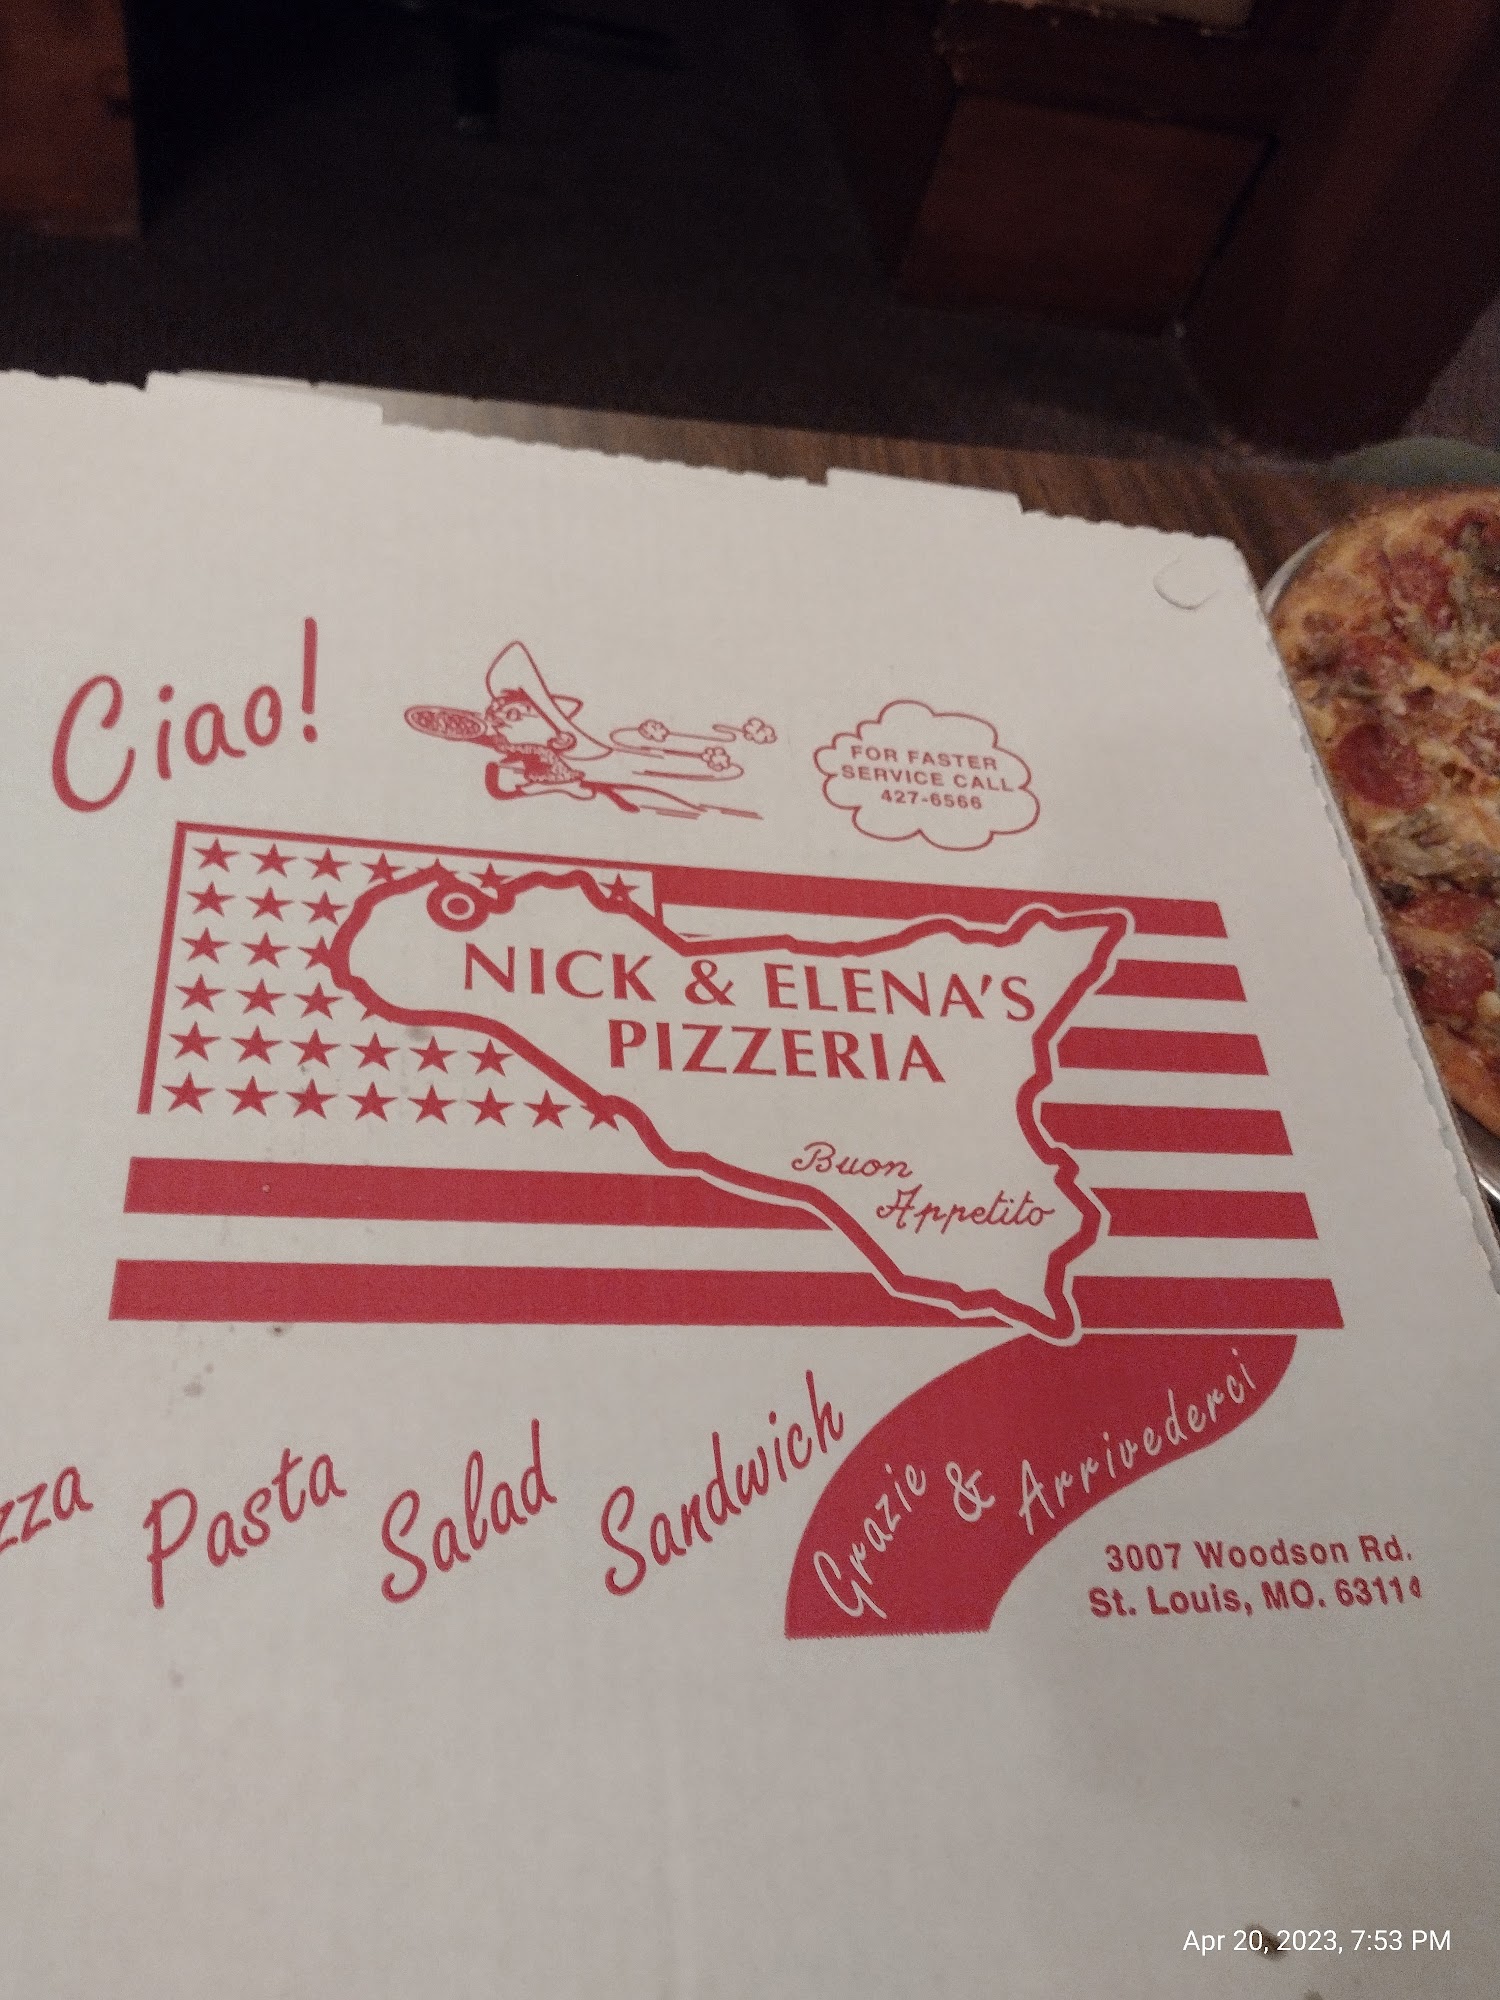 Ciao!
FOR FASTER
SERVICE CALL
427-6566
NICK & ELENA'S
PIZZERIA
Buon
Appetito
zza Pasta Salad Sandwich
Grazie & Arrivederci
3007 Woodson Rd.
St. Louis, MO. 63114
Apr 20, 2023, 7:53 PM